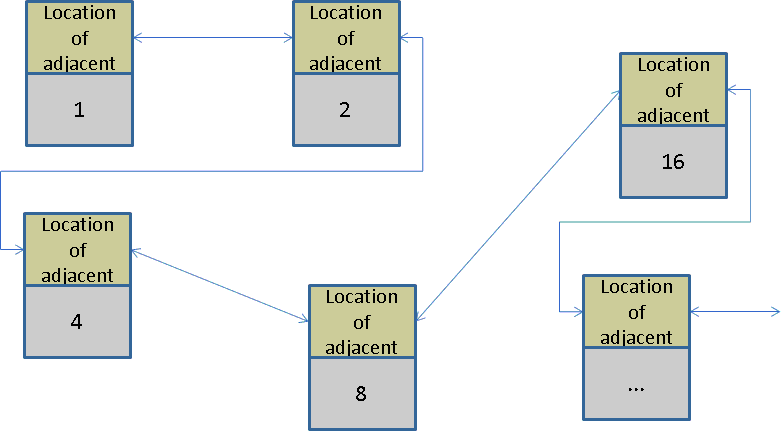 Location
of
adjacent
1
Location
of
adjacent
2
Location
of
adjacent
4
Location
of
adjacent
8
Location
of
adjacent
16
Location
of
adjacent
...